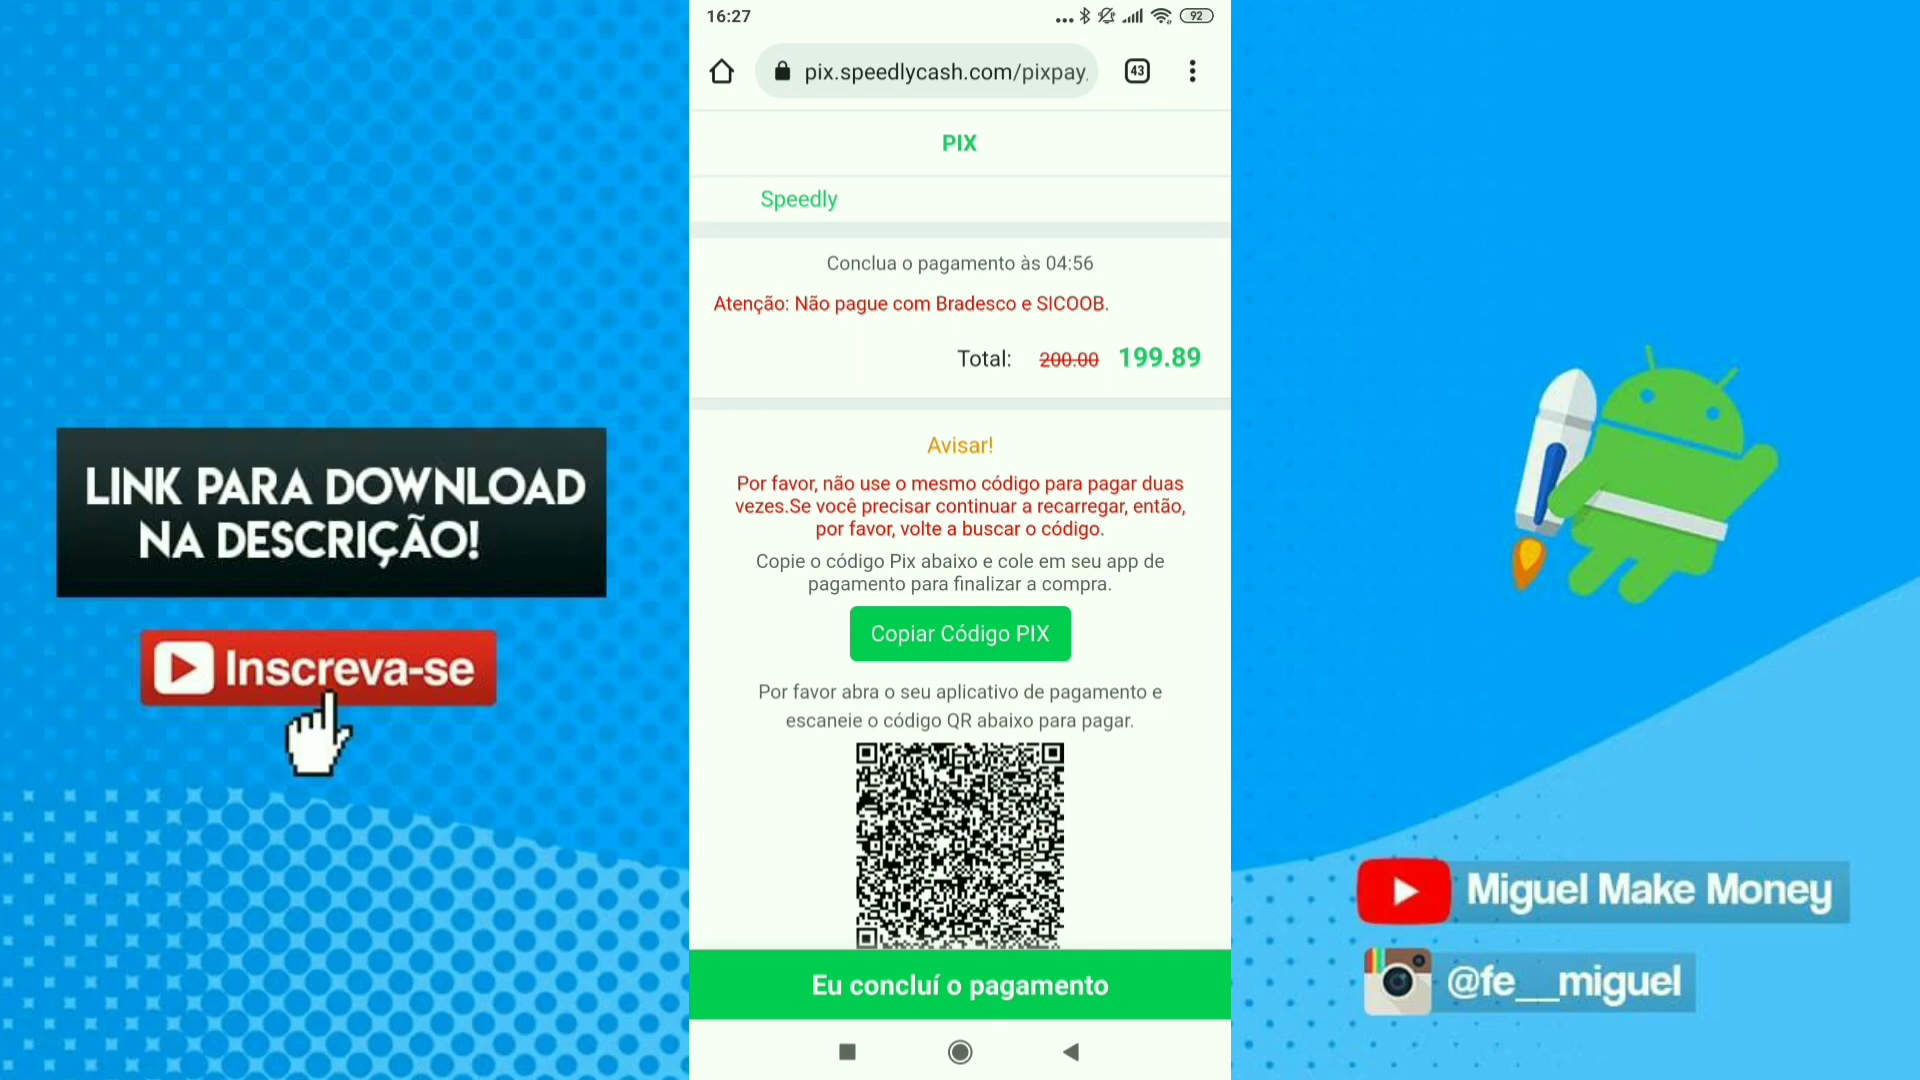 16:27
92
pix.speedlycash.com/pixpay
43
PIX
Speedly
Conclua o pagamento às 04:56
Atenção: Não pague com Bradesco e SICOOB.
Total: 200.00 199.89
Avisar!
Por favor, não use o mesmo código para pagar duas
vezes.Se você precisar continuar a recarregar, então,
por favor, volte a buscar o código.
Copie o código Pix abaixo e cole em seu app de
pagamento para finalizar a compra.
Copiar Código PIX
Por favor abra o seu aplicativo de pagamento e
escaneie o código QR abaixo para pagar.
Eu concluí o pagamento
LINK PARA DOWNLOAD
NA DESCRIÇÃO!
Inscreva-se
Miguel Make Money
@fe__miguel